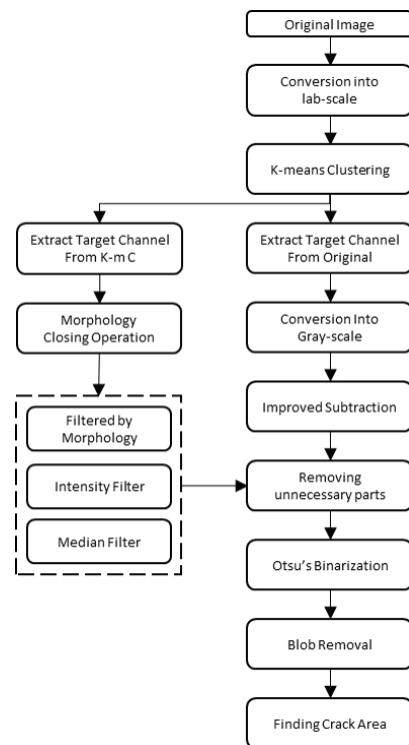 Original Image
Conversion into
lab-scale
K-means Clustering
Extract Target Channel
From K-m C
Extract Target Channel
From Original
Morphology
Closing Operation
Conversion Into
Gray-scale
Improved Subtraction
Filtered by
Morphology
Intensity Filter
Median Filter
Removing
unnecessary parts
Otsu's Binarization
Blob Removal
Finding Crack Area